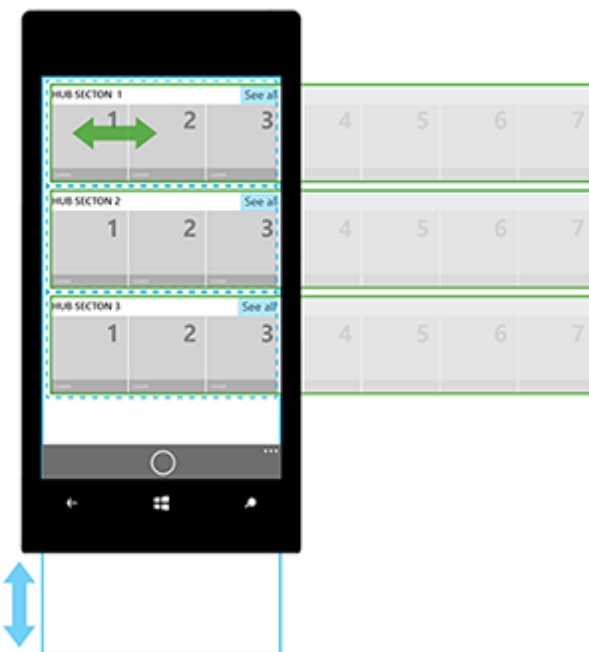 HUB SECTON 1 See all
1 2 3 4 5 6 7
HUB SECTON 2 See all
1 2 3 4 5 6 7
HUB SECTON 3 See all
1 2 3 4 5 6 7